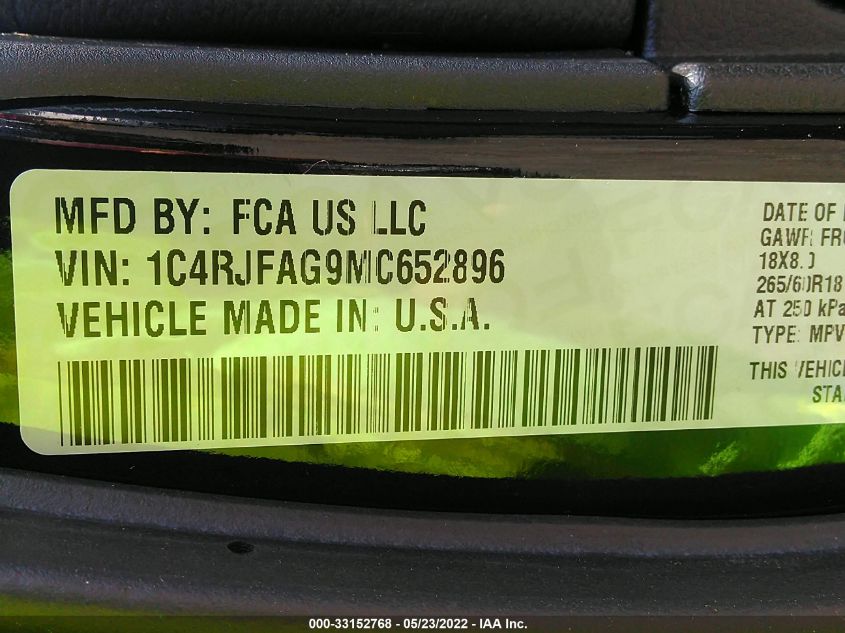 MFD BY: FCA US LLC
VIN: 1C4RJFAG9MC652896
VEHICLE MADE IN: U.S.A.
DATE OF
GAWR FRO
18X8.0
265/60R18
AT 250 kPa
TYPE: MPV
THIS VEHICLE
STA
000-33152768 - 05/23/2022 - IAA Inc.